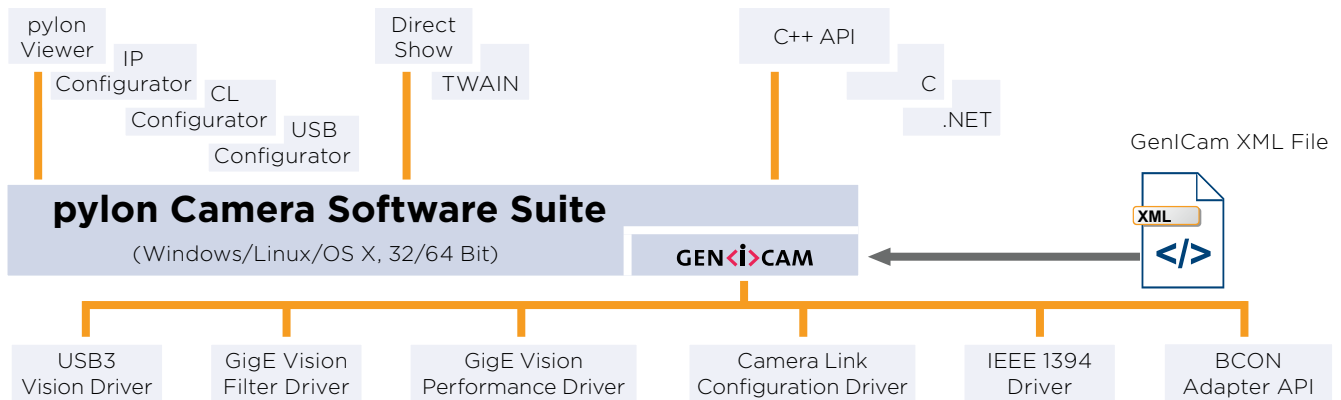 pylon
Viewer
IP
Configurator
CL
Configurator
USB
Configurator
Direct
Show
TWAIN
C++ API
C
.NET
GenICam XML File
XML
</>
pylon Camera Software Suite
(Windows/Linux/OS X, 32/64 Bit)
GEN<i>CAM
USB3
Vision Driver
GigE Vision
Filter Driver
GigE Vision
Performance Driver
Camera Link
Configuration Driver
IEEE 1394
Driver
BCON
Adapter API